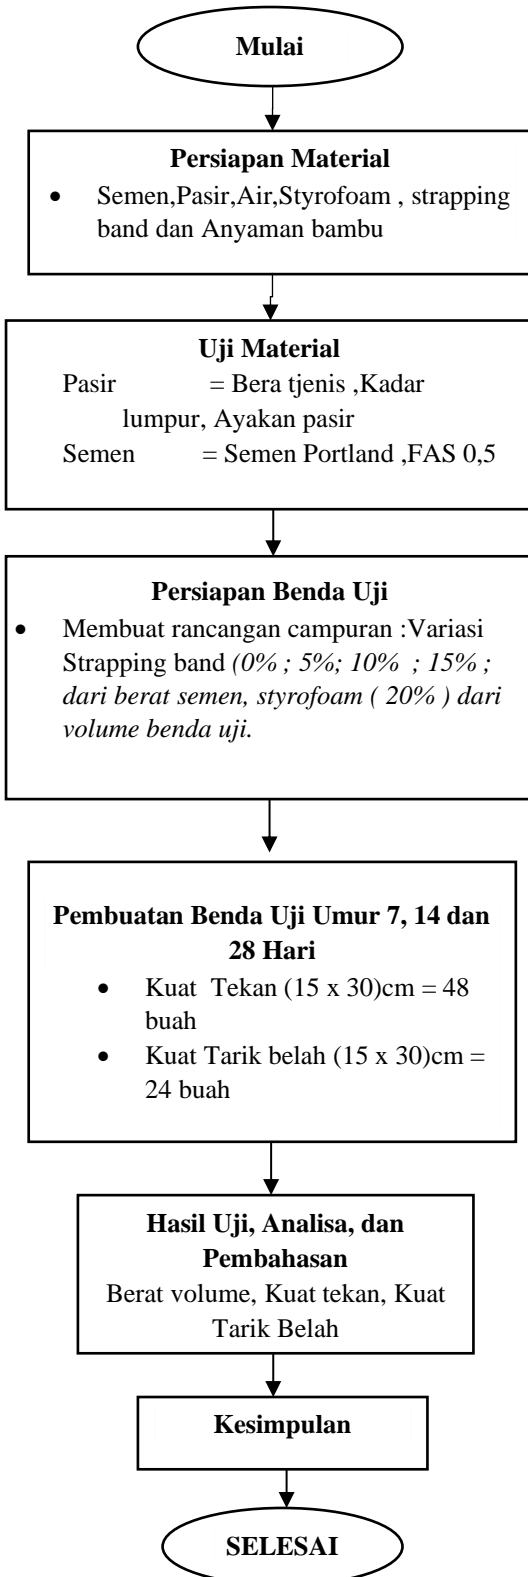 Mulai
Persiapan Material
• Semen,Pasir,Air,Styrofoam , strapping
band dan Anyaman bambu
Uji Material
Pasir = Bera tjenis ,Kadar
lumpur, Ayakan pasir
Semen = Semen Portland ,FAS 0,5
Persiapan Benda Uji
• Membuat rancangan campuran :Variasi
Strapping band (0% ; 5%; 10% ; 15% ;
dari berat semen, styrofoam ( 20% ) dari
volume benda uji.
Pembuatan Benda Uji Umur 7, 14 dan
28 Hari
• Kuat Tekan (15 x 30)cm = 48
buah
• Kuat Tarik belah (15 x 30)cm =
24 buah
Hasil Uji, Analisa, dan
Pembahasan
Berat volume, Kuat tekan, Kuat
Tarik Belah
Kesimpulan
SELESAI